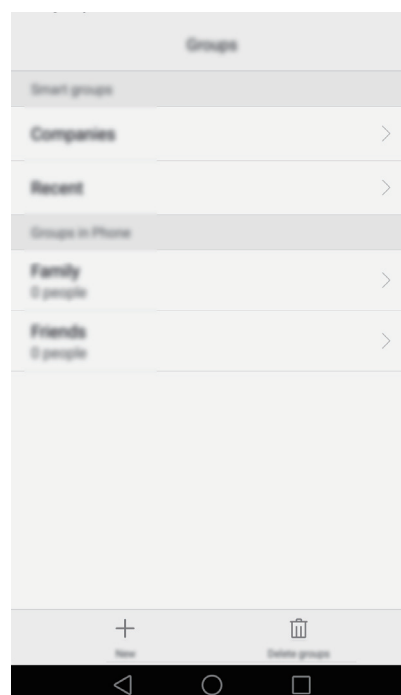 Groups
Smart groups
Companies
Recent
Groups in Phone
Family
0 people
Friends
0 people
New
Delete groups